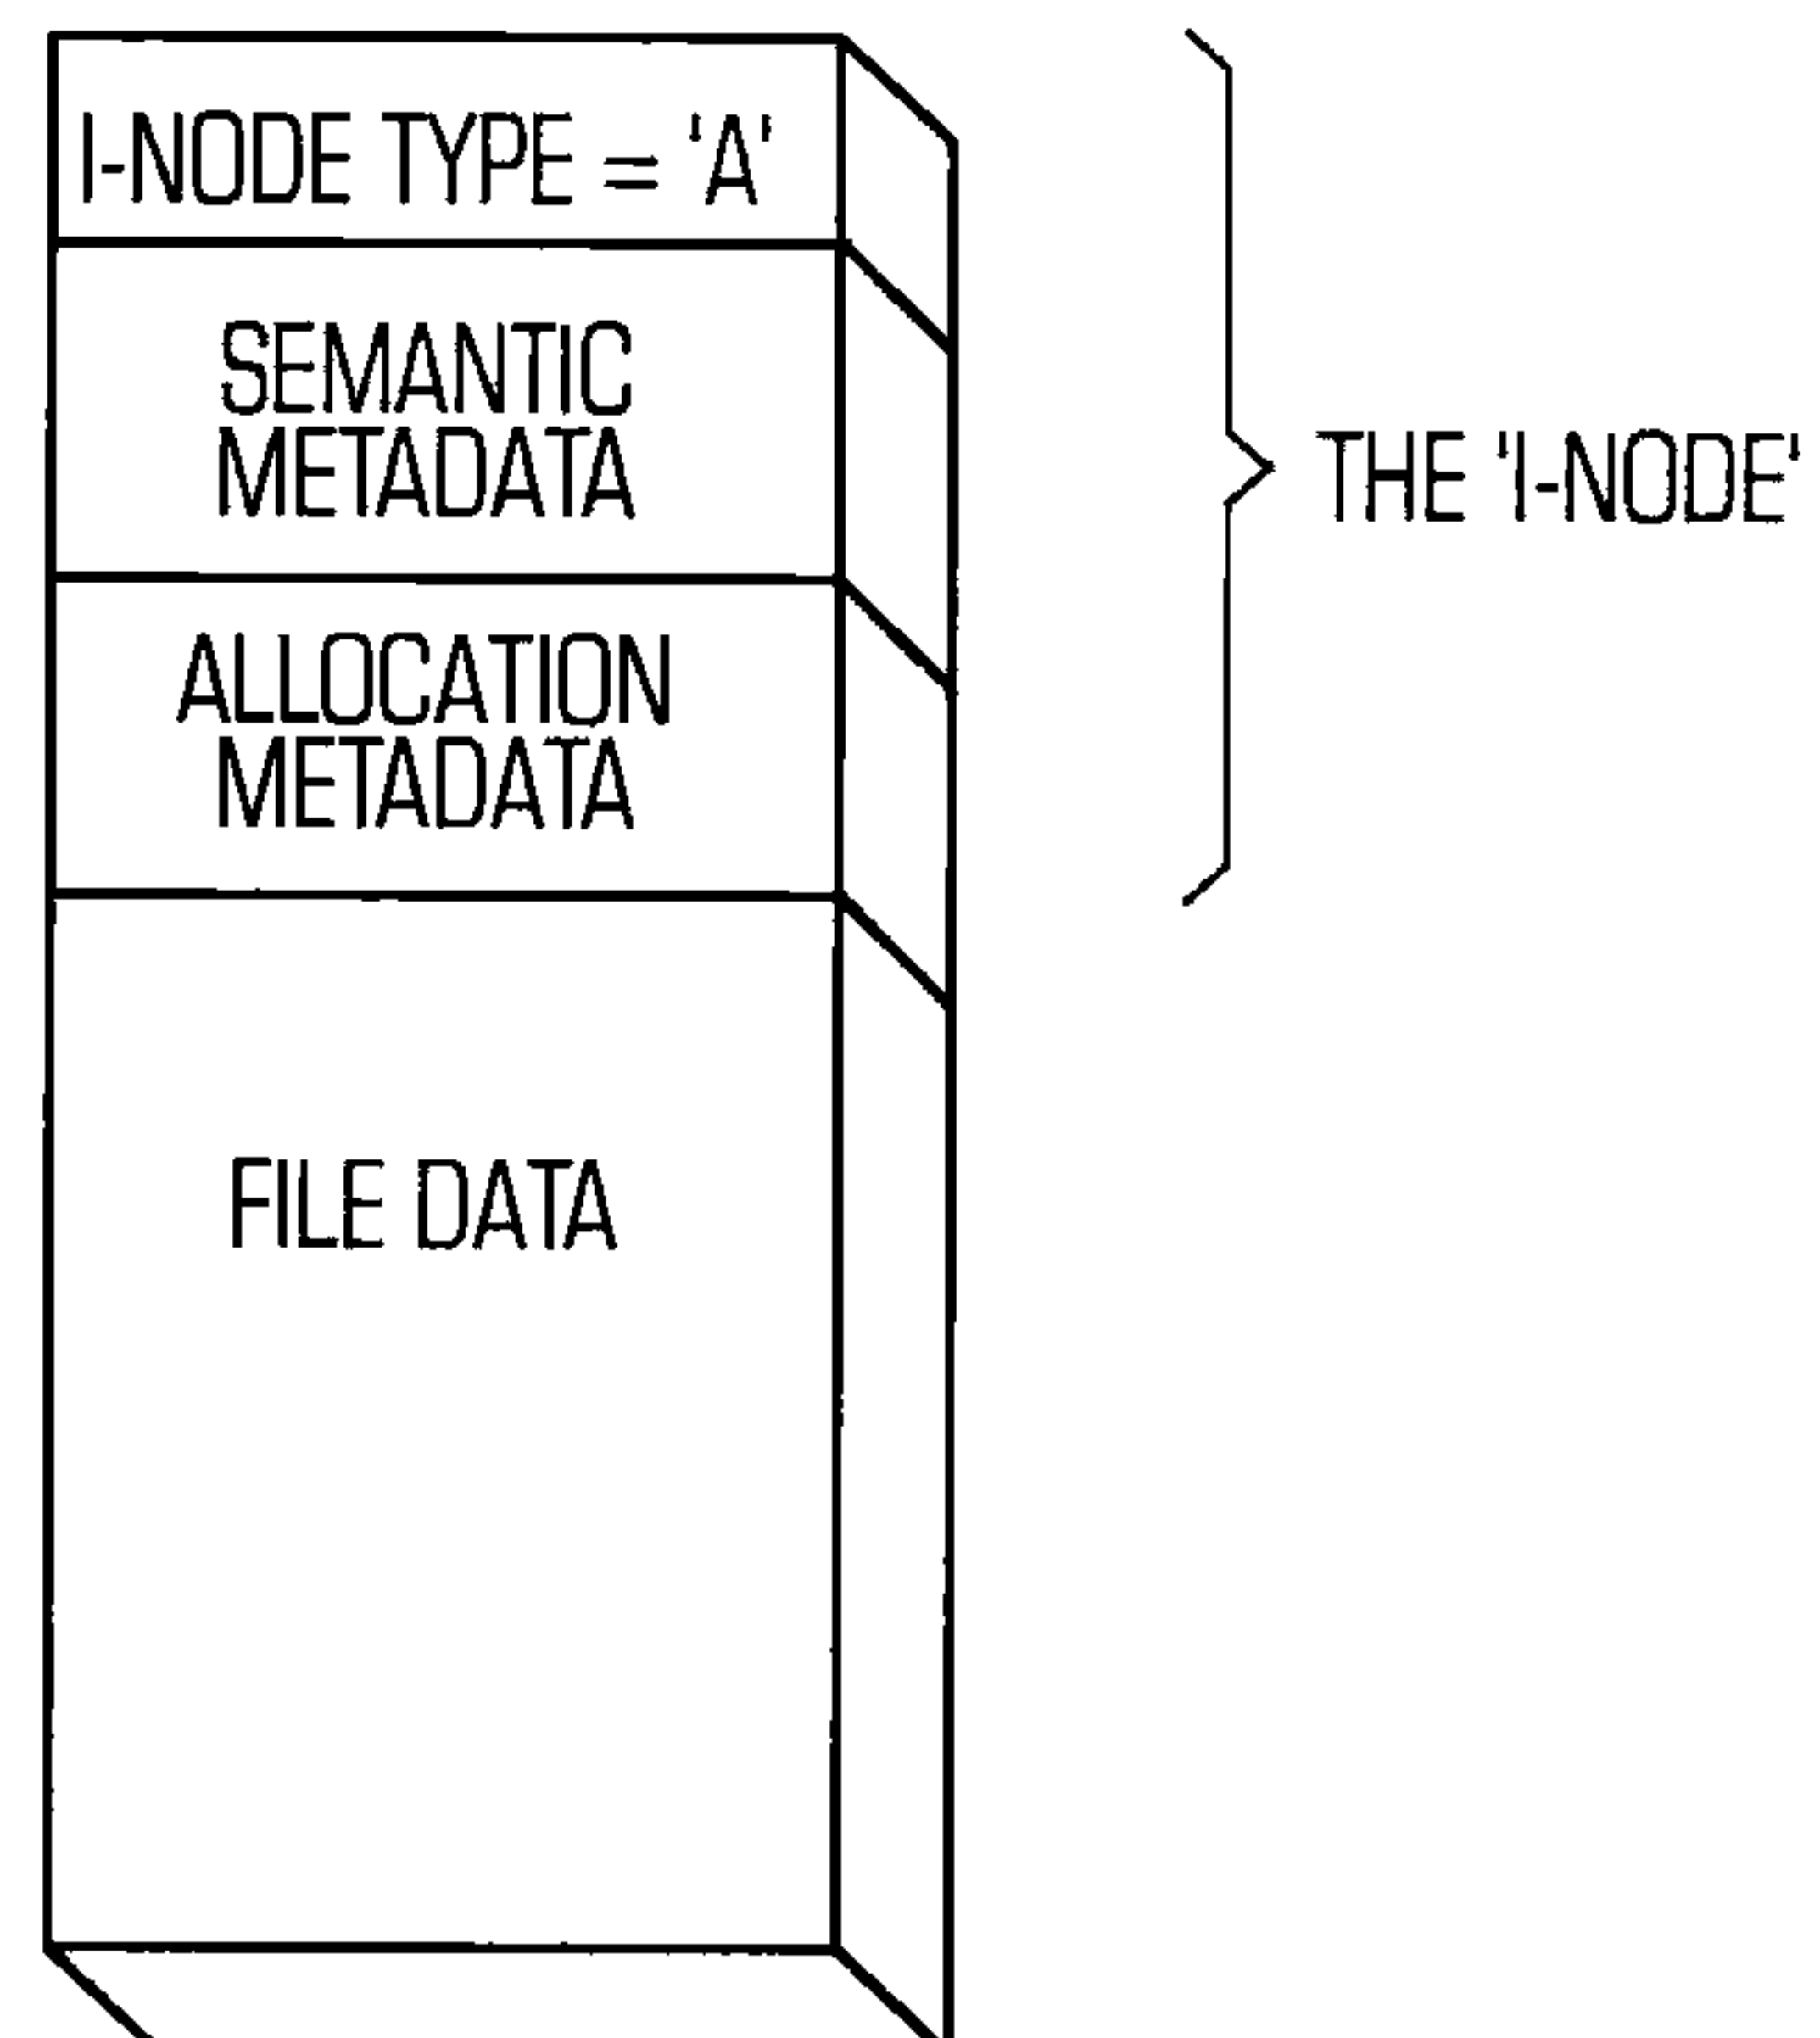 I-NODE TYPE = 'A'
SEMANTIC
METADATA
THE 'I-NODE'
ALLOCATION
METADATA
FILE DATA